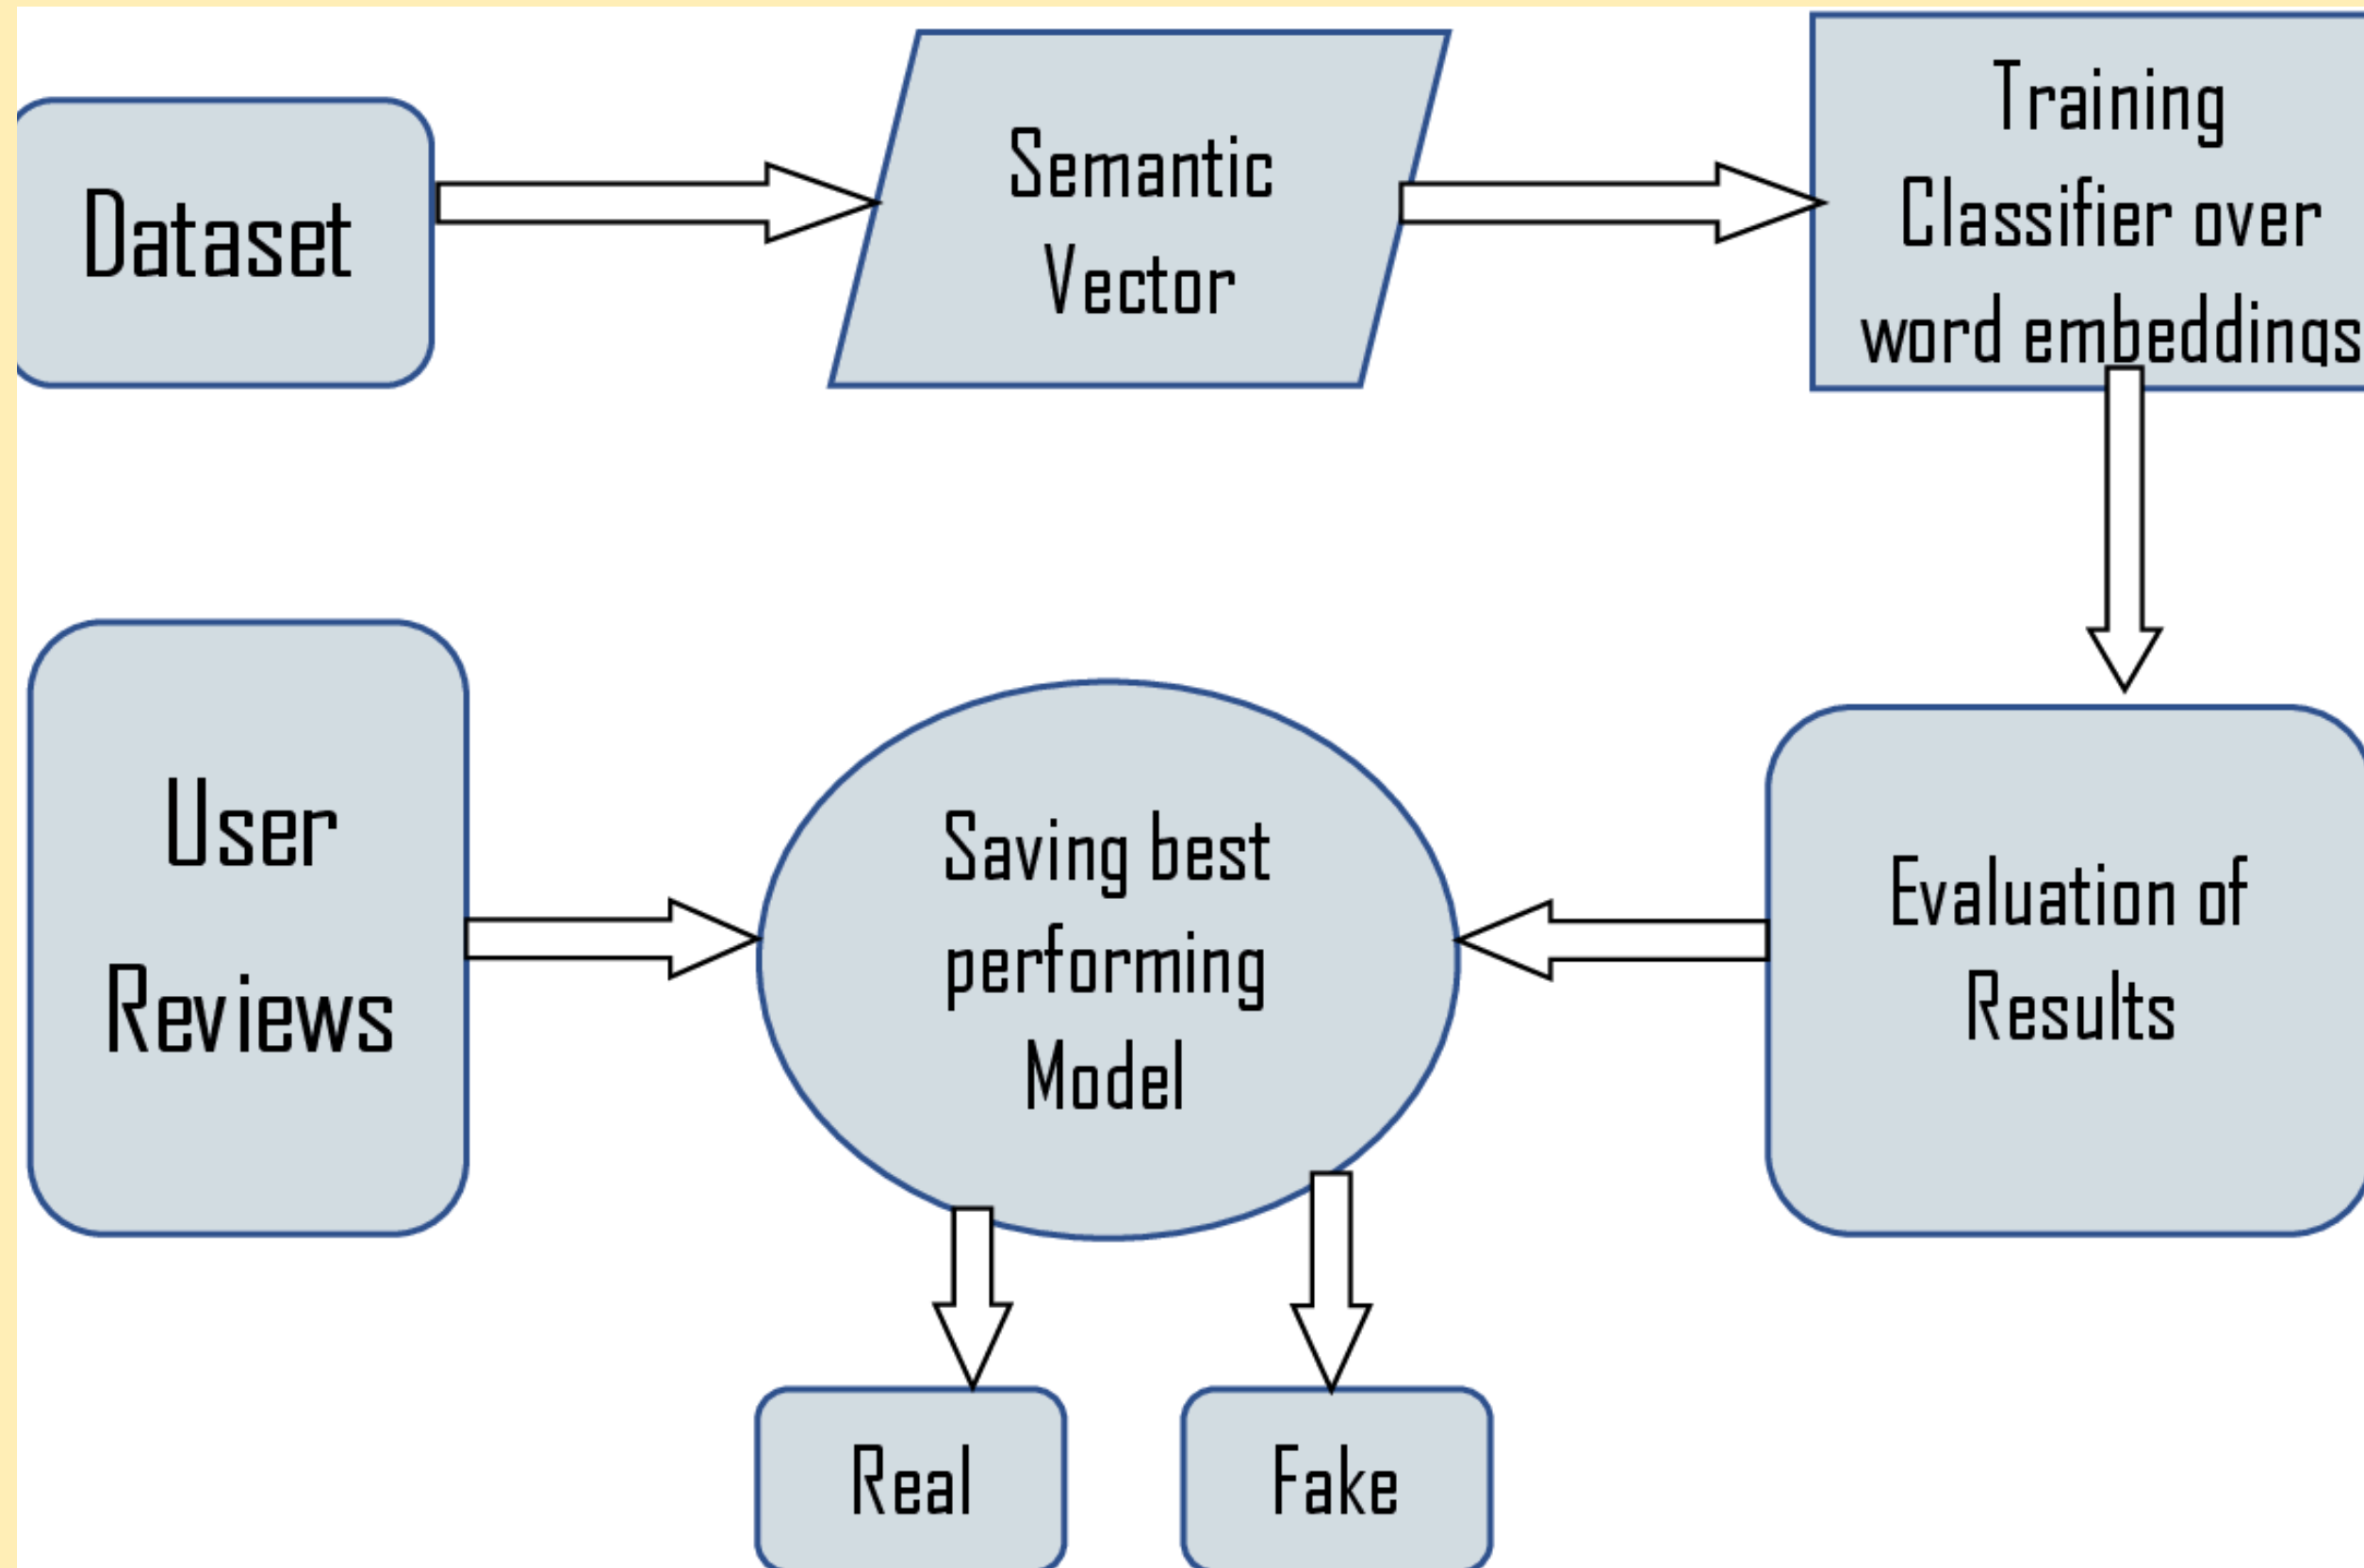 Dataset
Semantic
Vector
Training
Classifier over
word embeddings
User
Reviews
Saving best
performing
Model
Evaluation of
Results
Real
Fake